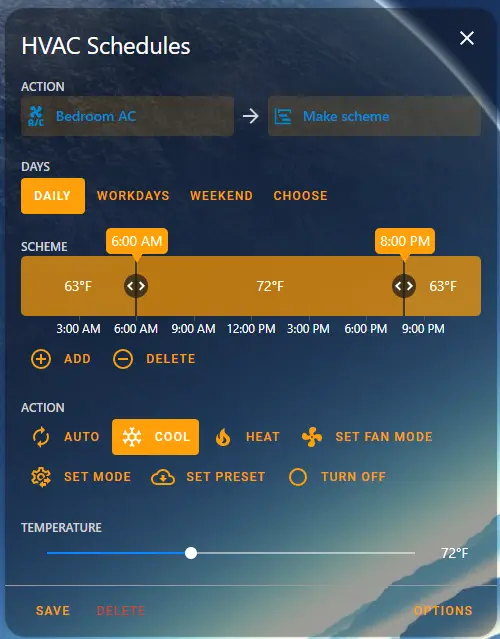 HVAC Schedules
ACTION
A/C Bedroom AC Make scheme
DAYS
DAILY WORKDAYS WEEKEND CHOOSE
6:00 AM 8:00 PM
SCHEME
63°F 72°F 63°F
3:00 AM 6:00 AM 9:00 AM 12:00 PM 3:00 PM 6:00 PM 9:00 PM
ADD DELETE
ACTION
AUTO COOL HEAT SET FAN MODE
SET MODE SET PRESET TURN OFF
TEMPERATURE
72°F
SAVE DELETE OPTIONS